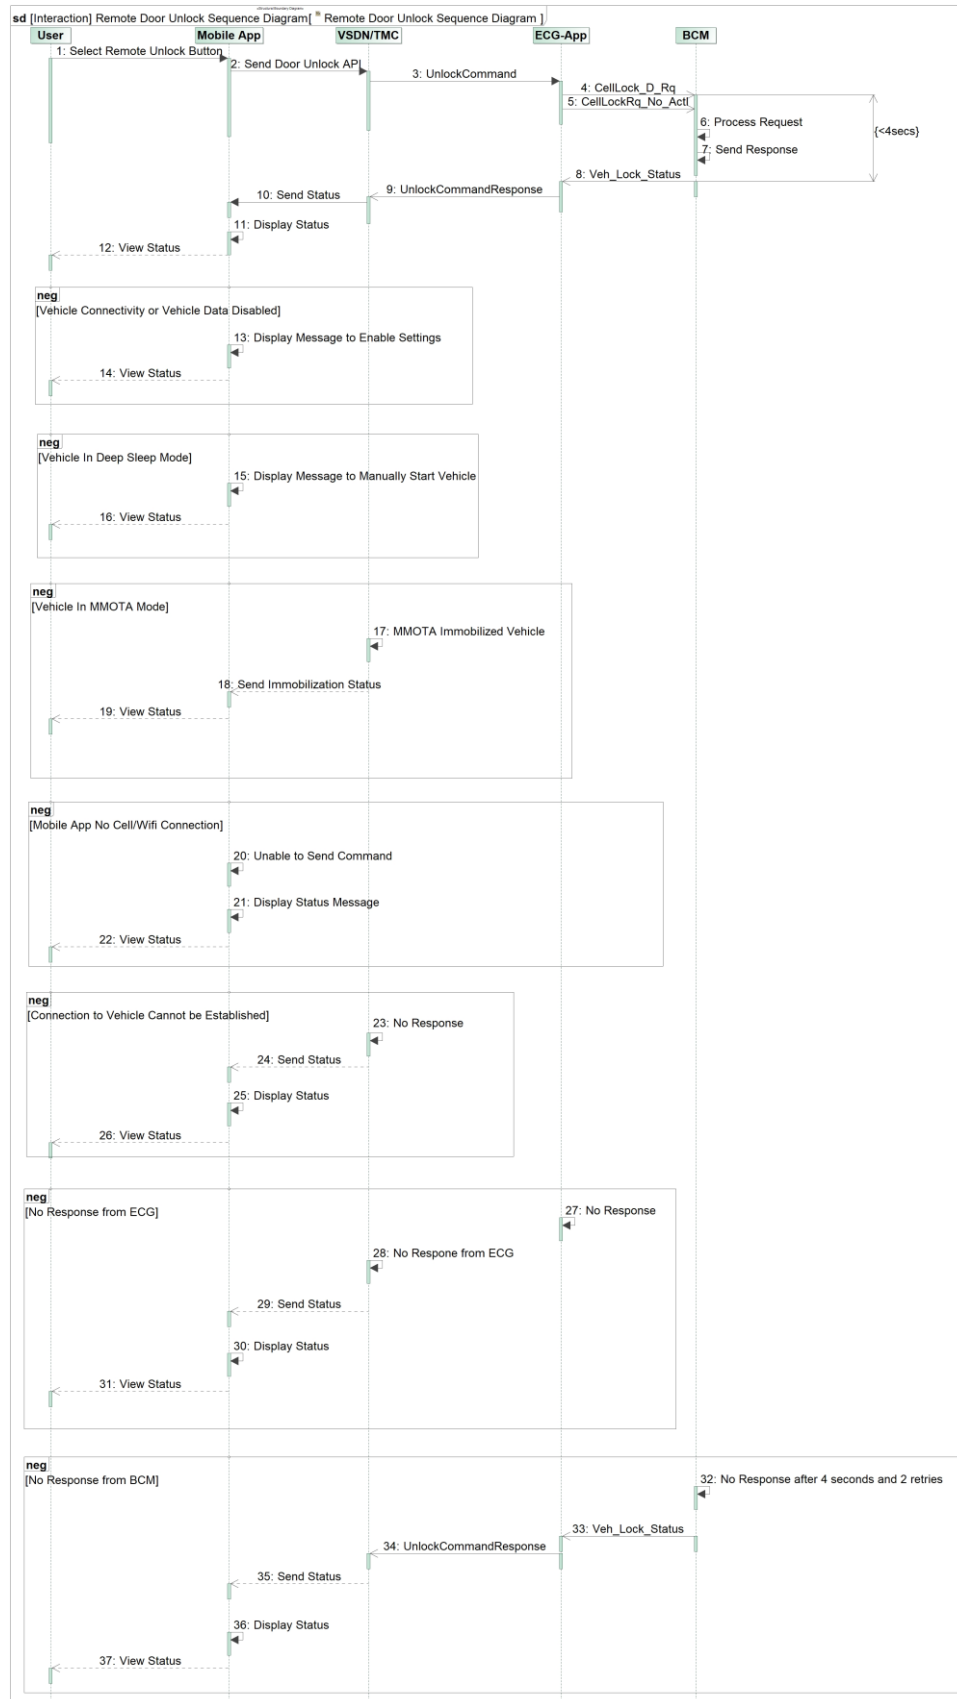 sd [Interaction] Remote Door Unlock Sequence Diagram[ Remote Door Unlock Sequence Diagram ]
User Mobile App VSDN/TMC ECG-App BCM
1: Select Remote Unlock Button
2: Send Door Unlock API
3: UnlockCommand
4: CellLock_D_Rq
5: CellLockRq_No_Actl
6: Process Request
{<4secs}
7: Send Response
8: Veh_Lock_Status
9: UnlockCommandResponse
10: Send Status
11: Display Status
12: View Status
neg
[Vehicle Connectivity or Vehicle Data Disabled]
13: Display Message to Enable Settings
14: View Status
neg
[Vehicle In Deep Sleep Mode]
15: Display Message to Manually Start Vehicle
16: View Status
neg
[Vehicle In MMOTA Mode]
17: MMOTA Immobilized Vehicle
18: Send Immobilization Status
19: View Status
neg
[Mobile App No Cell/Wifi Connection]
20: Unable to Send Command
21: Display Status Message
22: View Status
neg
[Connection to Vehicle Cannot be Established]
23: No Response
24: Send Status
25: Display Status
26: View Status
neg
[No Response from ECG]
27: No Response
28: No Respone from ECG
29: Send Status
30: Display Status
31: View Status
neg
[No Response from BCM]
32: No Response after 4 seconds and 2 retries
33: Veh_Lock_Status
34: UnlockCommandResponse
35: Send Status
36: Display Status
37: View Status